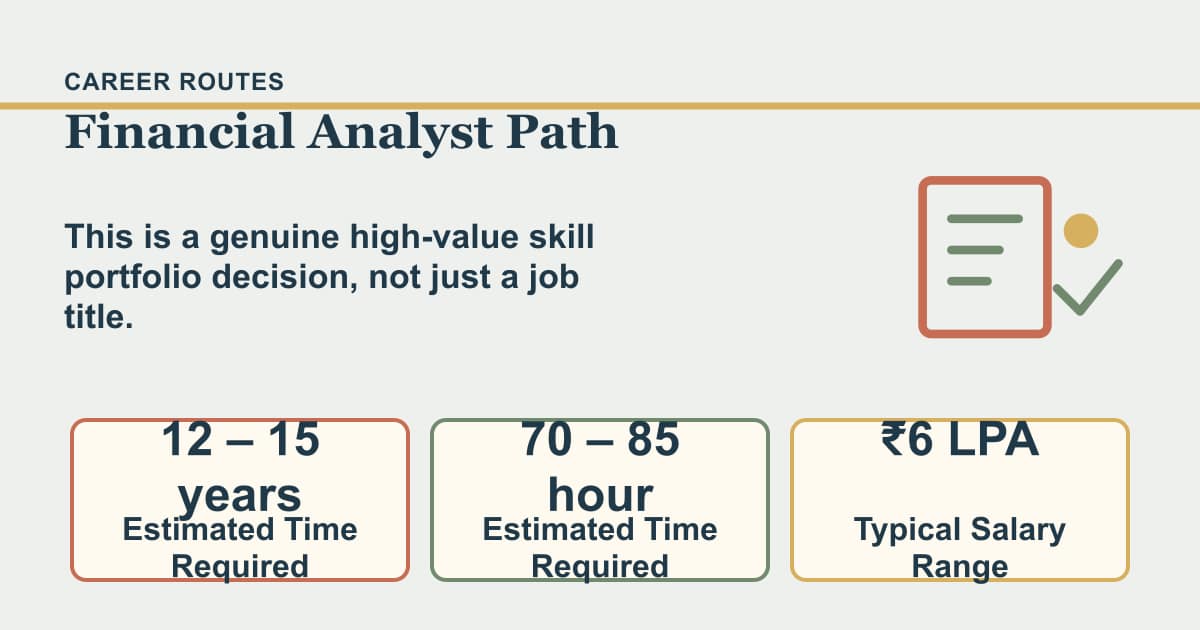 CAREER ROUTES
Financial Analyst Path
This is a genuine high-value skill
portfolio decision, not just a job
title.
12 – 15
years
Estimated Time
Required
70 – 85
hour
Estimated Time
Required
₹6 LPA
Typical Salary
Range